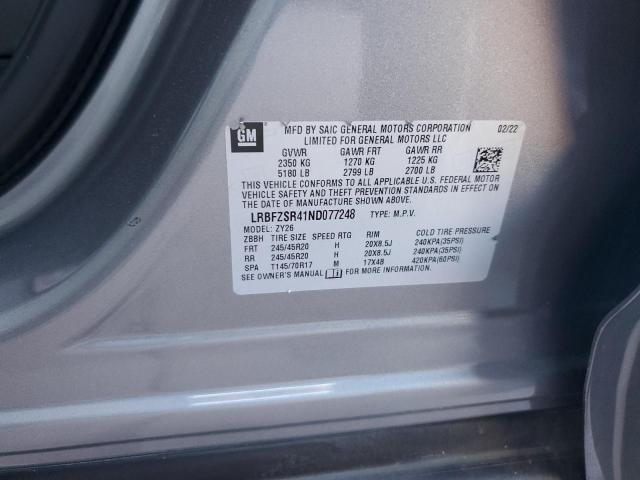 GM
MFD BY SAIC GENERAL MOTORS CORPORATION 02/22
LIMITED FOR GENERAL MOTORS LLC
GVWR GAWR FRT GAWR RR
2350 KG 1270 KG 1225 KG
5180 LB 2799 LB 2700 LB
THIS VEHICLE CONFORMS TO ALL APPLICABLE U.S. FEDERAL MOTOR
VEHICLE SAFETY AND THEFT PREVENTION STANDARDS IN EFFECT ON
THE DATE OF MANUFACTURE SHOWN ABOVE.
LRBFZSR41ND077248 TYPE: M.P.V.
MODEL: ZY26
ZBBH TIRE SIZE SPEED RTG RIM COLD TIRE PRESSURE
FRT 245/45R20 H 20X8.5J 240KPA(35PSI)
RR 245/45R20 H 20X8.5J 240KPA(35PSI)
SPA T145/70R17 M 17X4B 420KPA(60PSI)
SEE OWNER'S MANUAL FOR MORE INFORMATION